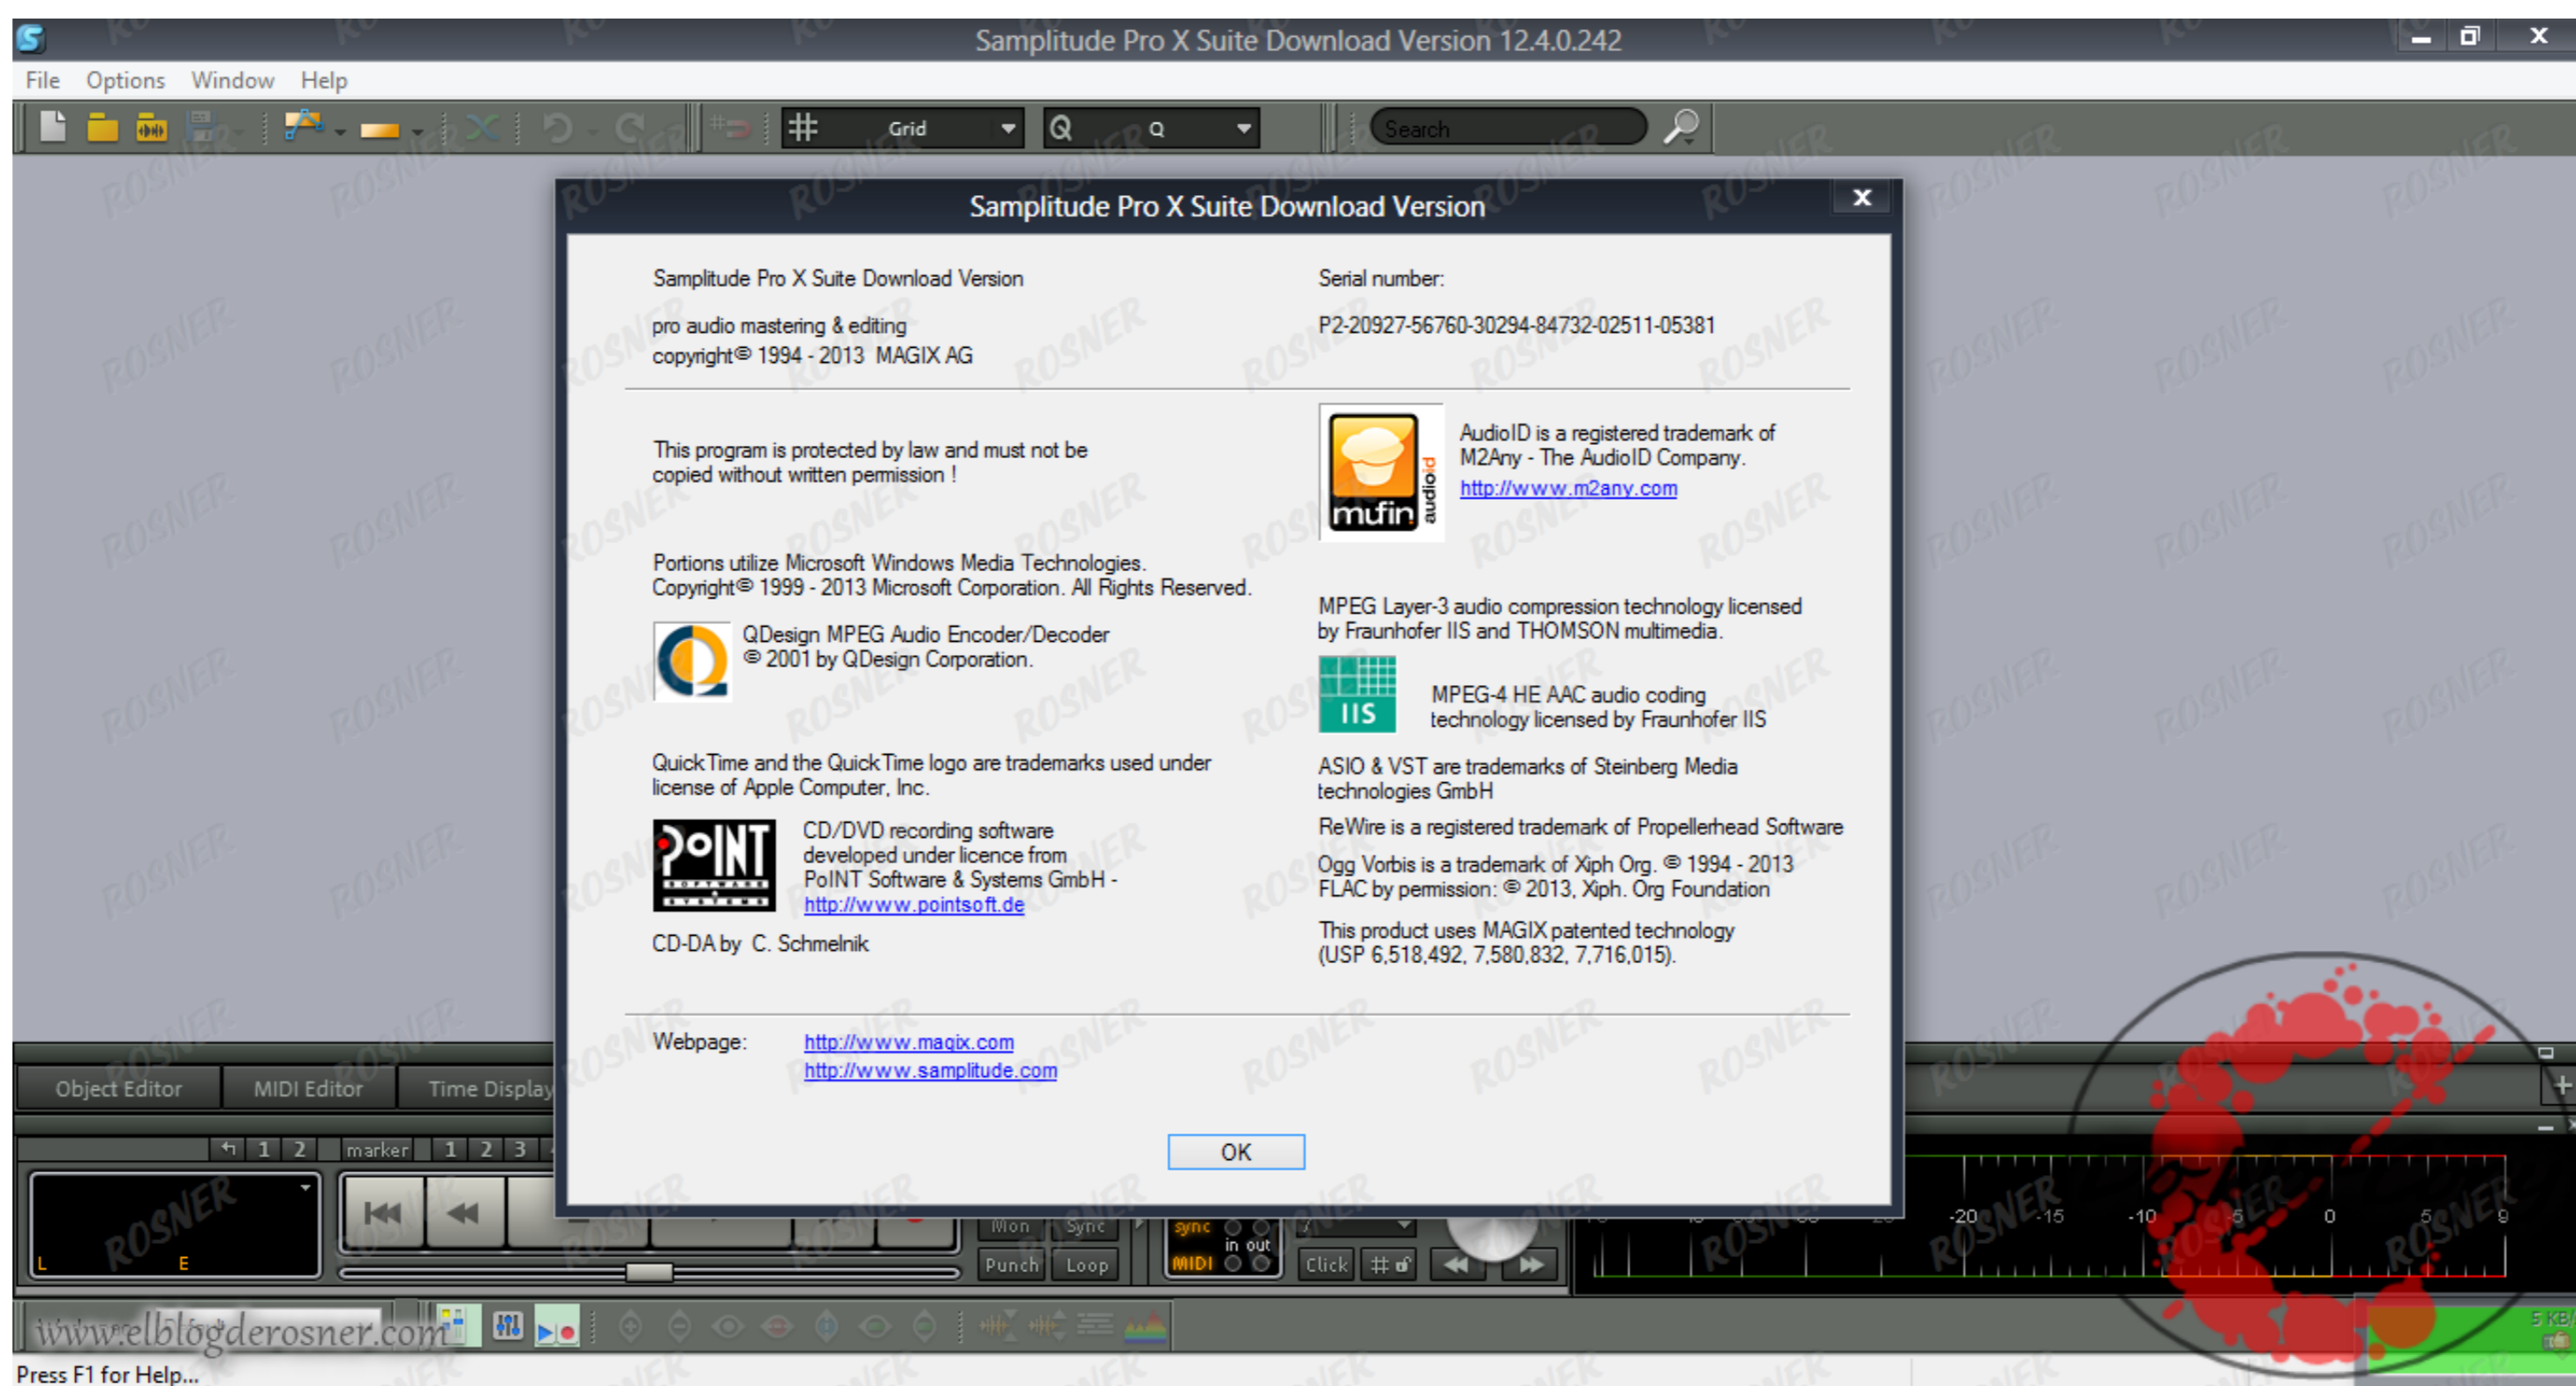 Samplitude Pro X Suite Download Version 12.4.0.242
File Options Window Help
Grid Q Search
Samplitude Pro X Suite Download Version
Samplitude Pro X Suite Download Version
pro audio mastering & editing
copyright© 1994 - 2013 MAGIX AG
Serial number:
P2-20927-56760-30294-84732-02511-05381
This program is protected by law and must not be
copied without written permission !
mufin audioid
AudioID is a registered trademark of
M2Any - The AudioID Company.
http://www.m2any.com
Portions utilize Microsoft Windows Media Technologies.
Copyright© 1999 - 2013 Microsoft Corporation. All Rights Reserved.
QDesign MPEG Audio Encoder/Decoder
© 2001 by QDesign Corporation.
MPEG Layer-3 audio compression technology licensed
by Fraunhofer IIS and THOMSON multimedia.
IIS
MPEG-4 HE AAC audio coding
technology licensed by Fraunhofer IIS
QuickTime and the QuickTime logo are trademarks used under
license of Apple Computer, Inc.
PoINT
SOFTWARE
&
SYSTEMS
CD/DVD recording software
developed under licence from
PoINT Software & Systems GmbH -
http://www.pointsoft.de
CD-DA by C. Schmelnik
ASIO & VST are trademarks of Steinberg Media
technologies GmbH
ReWire is a registered trademark of Propellerhead Software
Ogg Vorbis is a trademark of Xiph Org. © 1994 - 2013
FLAC by permission: © 2013, Xiph. Org Foundation
This product uses MAGIX patented technology
(USP 6,518,492, 7,580,832, 7,716,015).
Webpage: http://www.magix.com
http://www.samplitude.com
OK
Object Editor MIDI Editor Time Display
1 2 marker 1 2 3
L E
Mon Sync
Punch Loop
sync
in out
MIDI
Click
-20 -15 -10 -5 0 5 9
www.elblogderosner.com
5 KB/
Press F1 for Help...
ROSNER